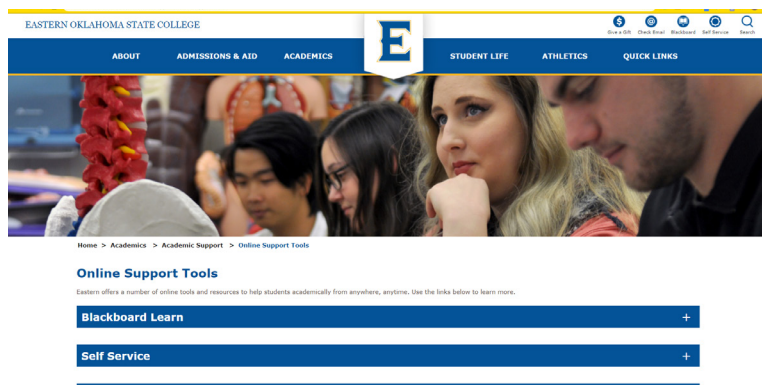 EASTERN OKLAHOMA STATE COLLEGE
Give a Gift Check Email Blackboard Self Service Search
ABOUT ADMISSIONS & AID ACADEMICS E STUDENT LIFE ATHLETICS QUICK LINKS
Home > Academics > Academic Support > Online Support Tools
Online Support Tools
Eastern offers a number of online tools and resources to help students academically from anywhere, anytime. Use the links below to learn more.
Blackboard Learn +
Self Service +